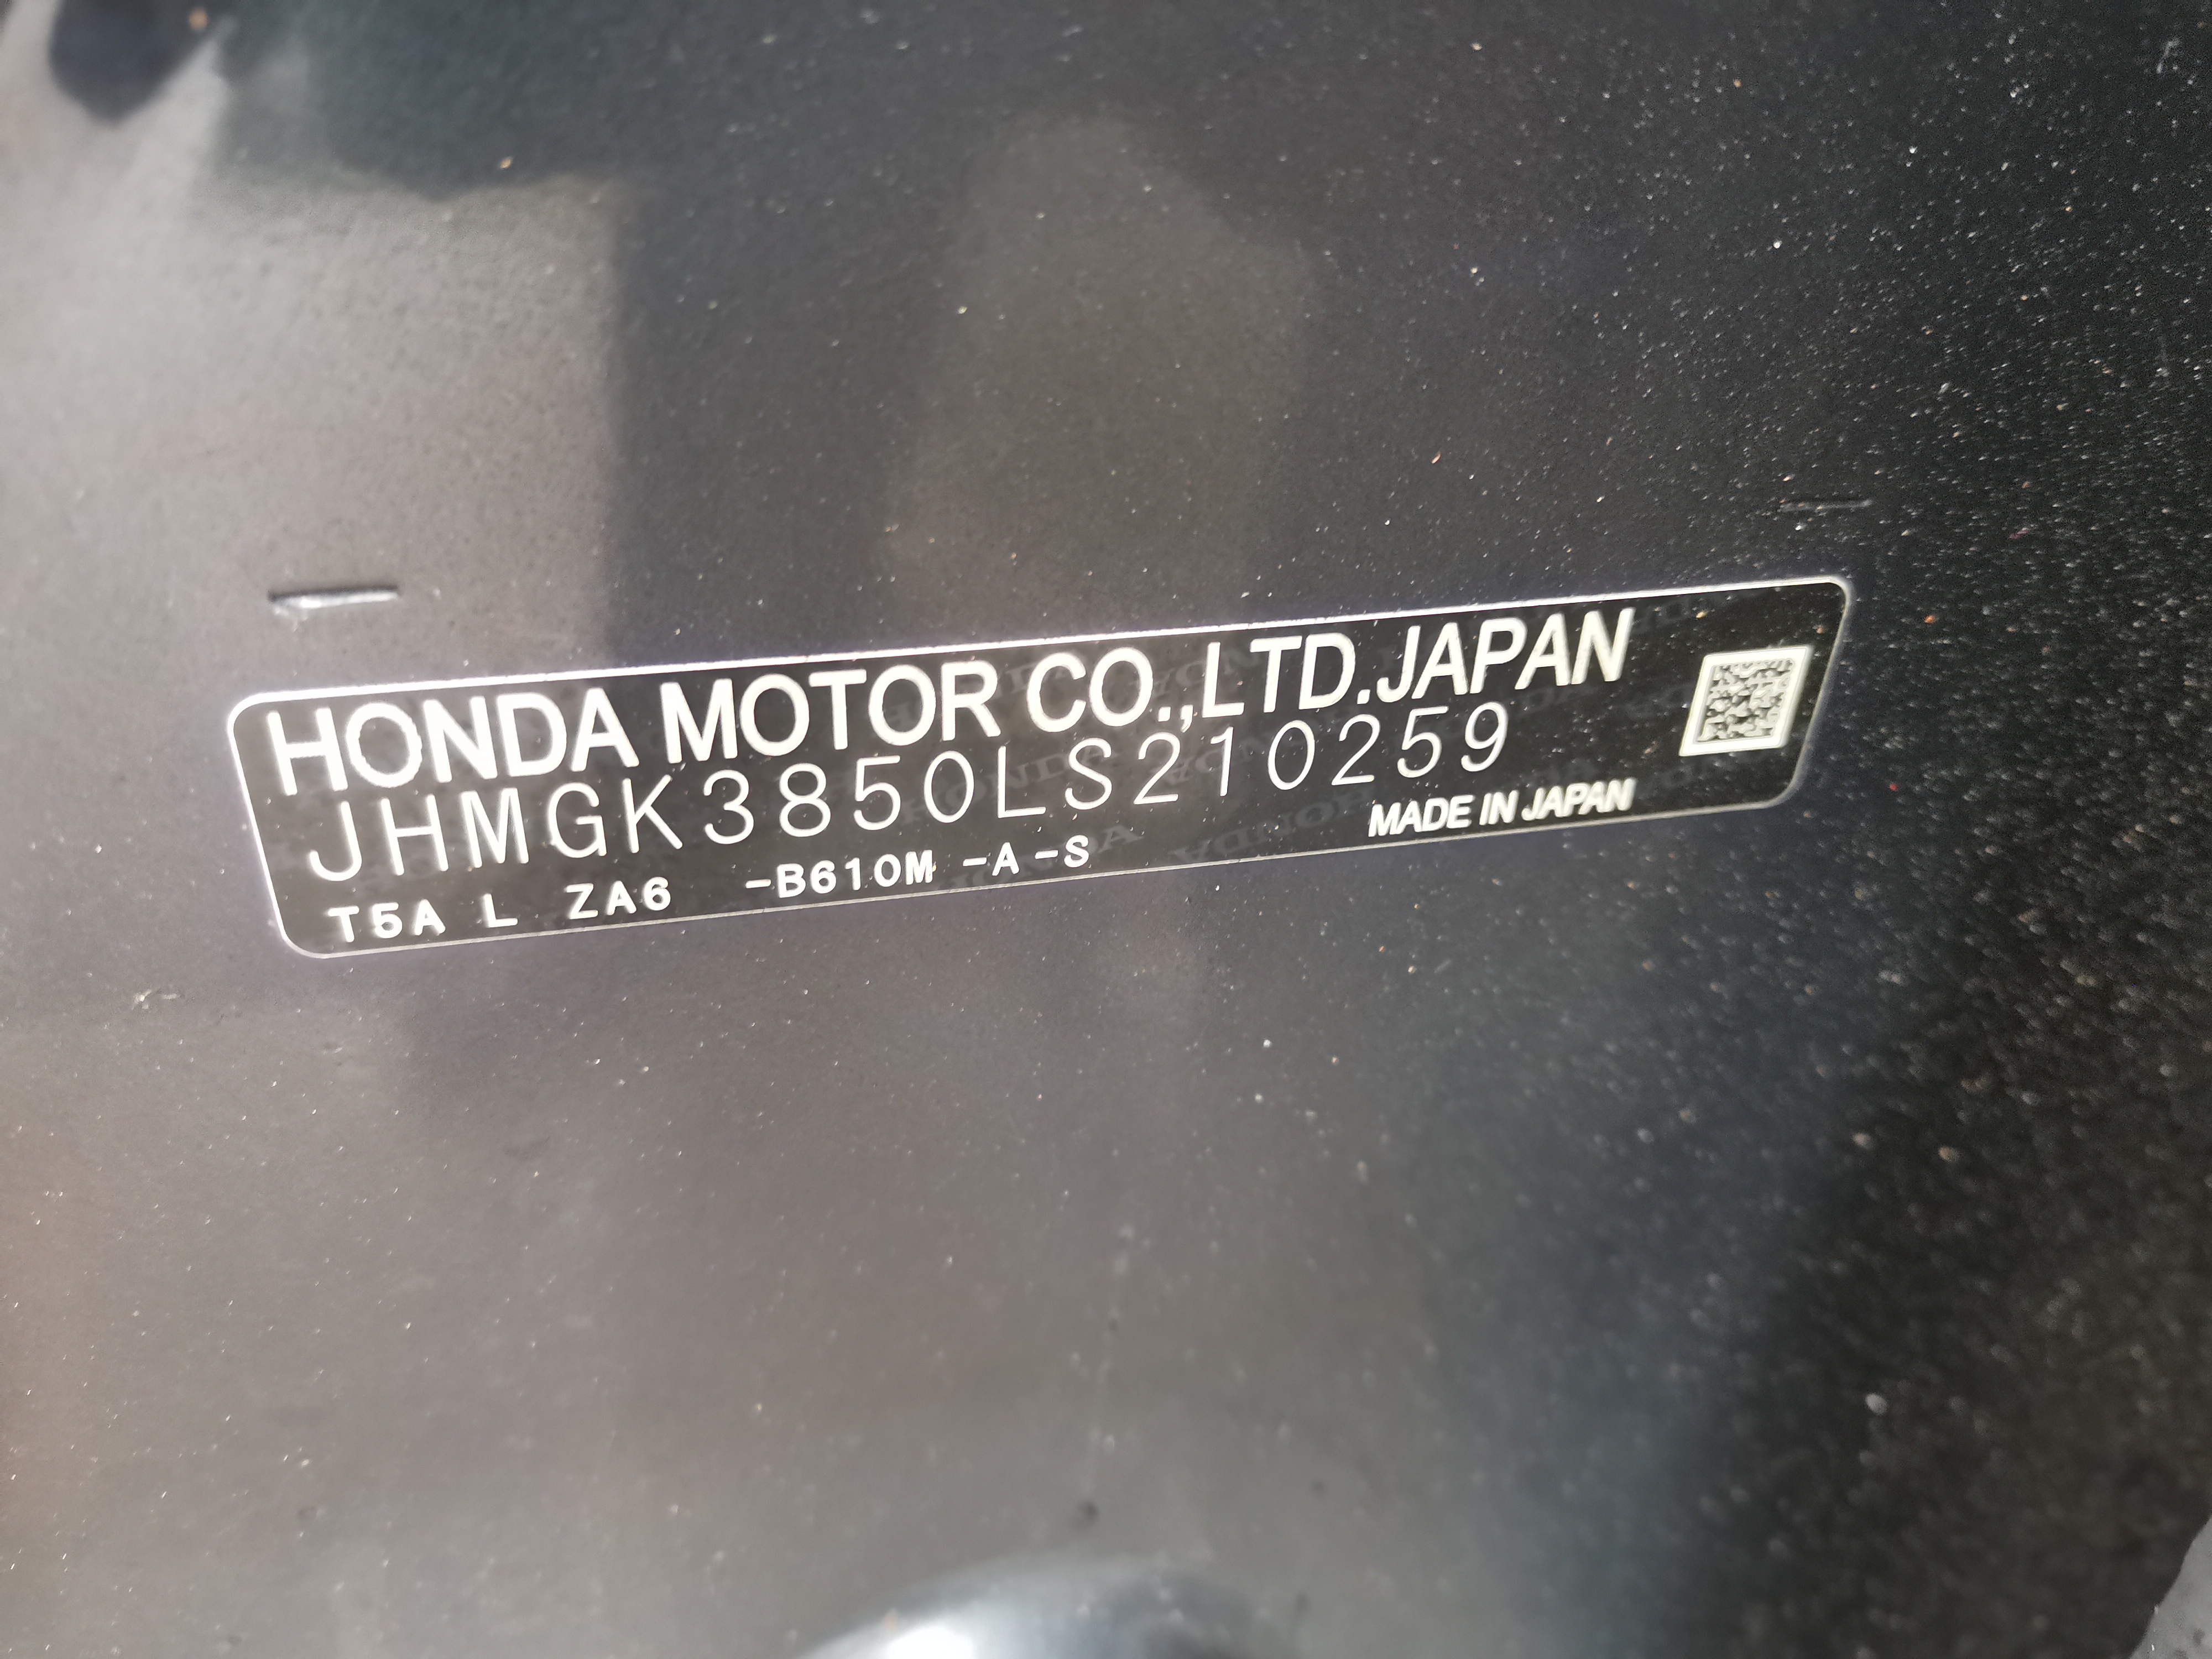 HONDA MOTOR CO.,LTD.JAPAN
JHMGK3850LS210259
T5A L ZA6 -B610M -A-S
MADE IN JAPAN